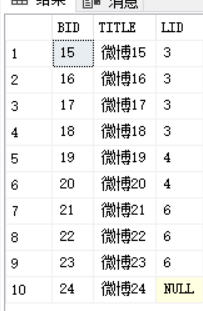 结果 消息
BID TITLE LID
1 15 微博15 3
2 16 微博16 3
3 17 微博17 3
4 18 微博18 3
5 19 微博19 4
6 20 微博20 4
7 21 微博21 6
8 22 微博22 6
9 23 微博23 6
10 24 微博24 NULL